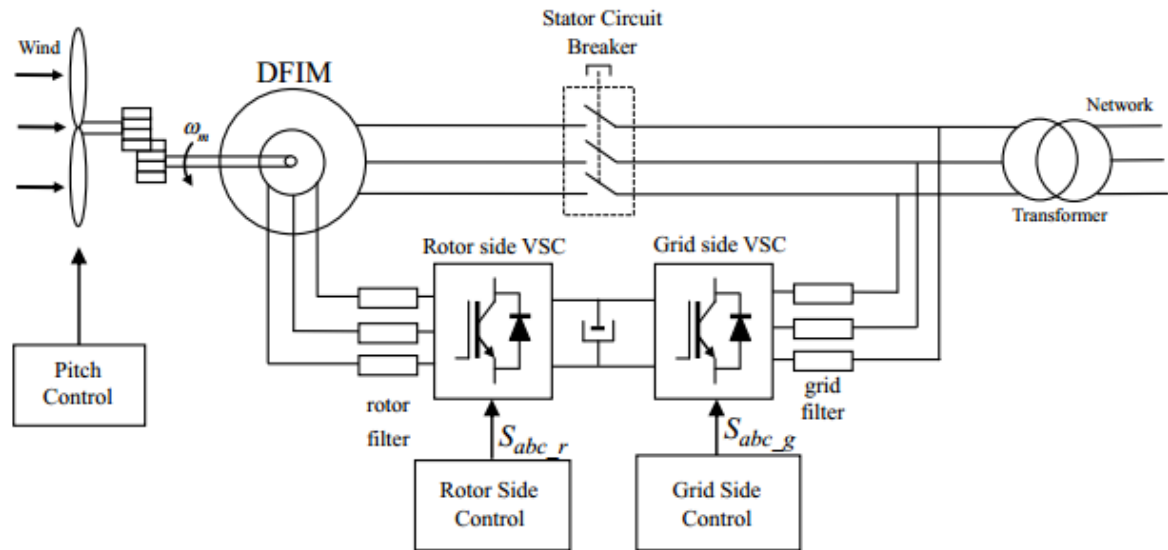 Stator Circuit
Breaker
Wind
DFIM
Network
ω_m
Transformer
Rotor side VSC
Grid side VSC
Pitch
Control
rotor
filter
grid
filter
S_abc_r
S_abc_g
Rotor Side
Control
Grid Side
Control